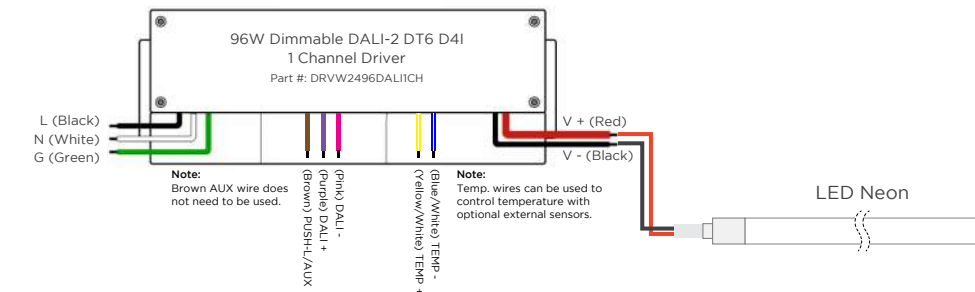 96W Dimmable DALI-2 DT6 D4I
1 Channel Driver
Part #: DRVW2496DALI1CH
L (Black)
N (White)
G (Green)
V + (Red)
V - (Black)
Note:
Brown AUX wire does
not need to be used.
(Brown) PUSH-L/AUX
(Purple) DALI +
(Pink) DALI -
(Yellow/White) TEMP +
(Blue/White) TEMP -
Note:
Temp. wires can be used to
control temperature with
optional external sensors.
LED Neon